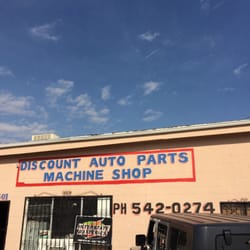 DISCOUNT AUTO PARTS
MACHINE SHOP
PH 542-0274